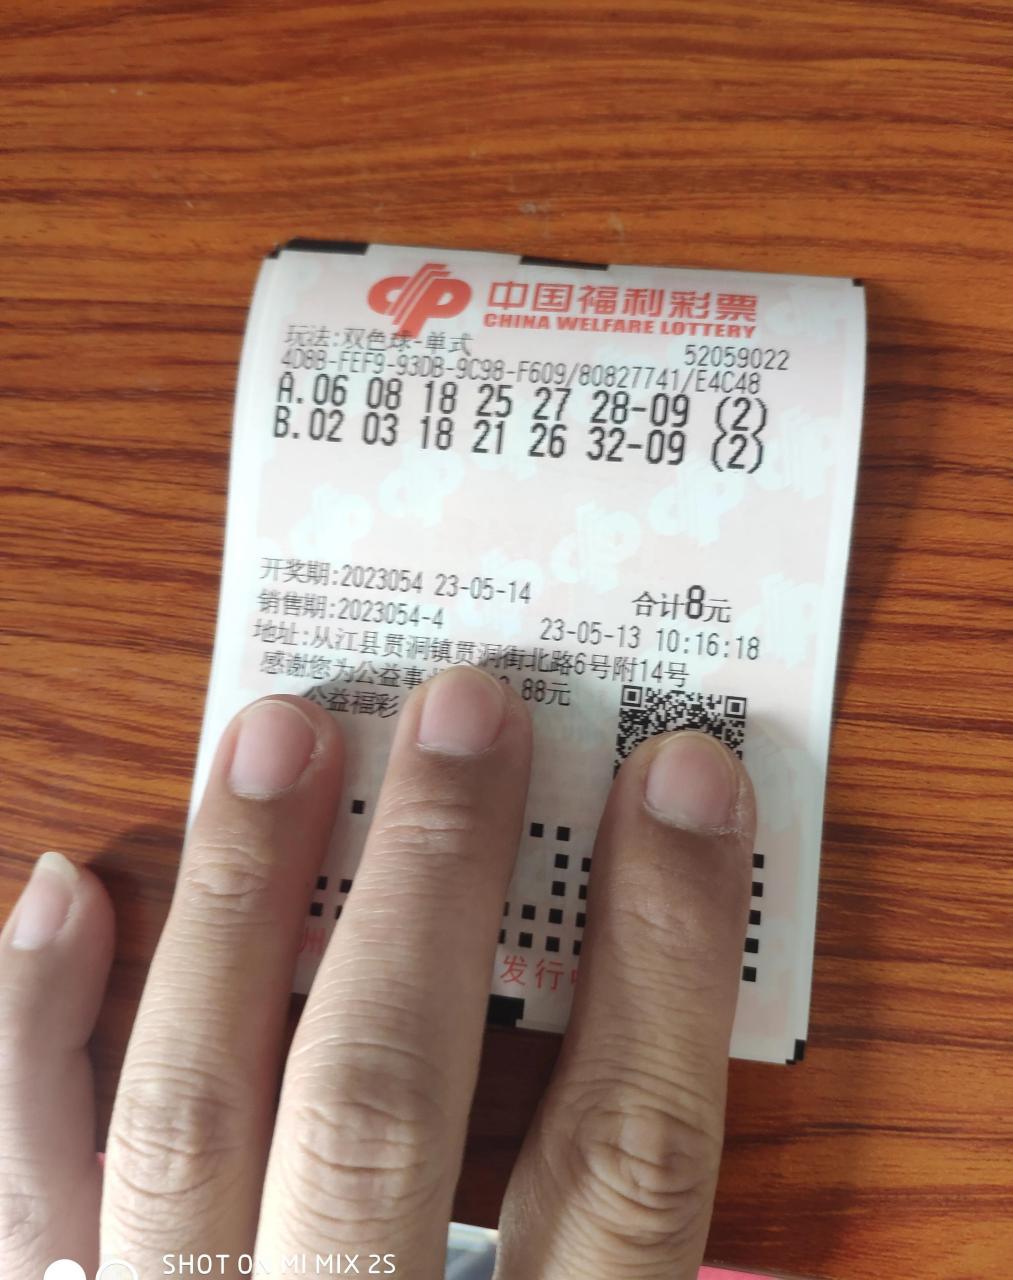 中国福利彩票
CHINA WELFARE LOTTERY
玩法:双色球-单式 52059022
4D8B-FEF9-93DB-9C98-F609/80827741/E4C48
A.06 08 18 25 27 28-09 (2)
B.02 03 18 21 26 32-09 (2)
开奖期:2023054 23-05-14 合计8元
销售期:2023054-4 23-05-13 10:16:18
地址:从江县贯洞镇贯洞街北路6号附14号
感谢您为公益事 .88元
公益福彩
发行
SHOT ON MI MIX 2S